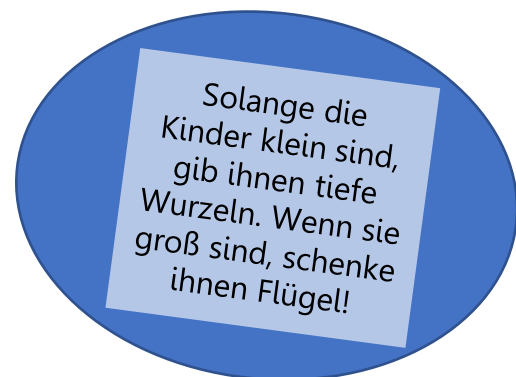 Solange die
Kinder klein sind,
gib ihnen tiefe
Wurzeln. Wenn sie
groß sind, schenke
ihnen Flügel!